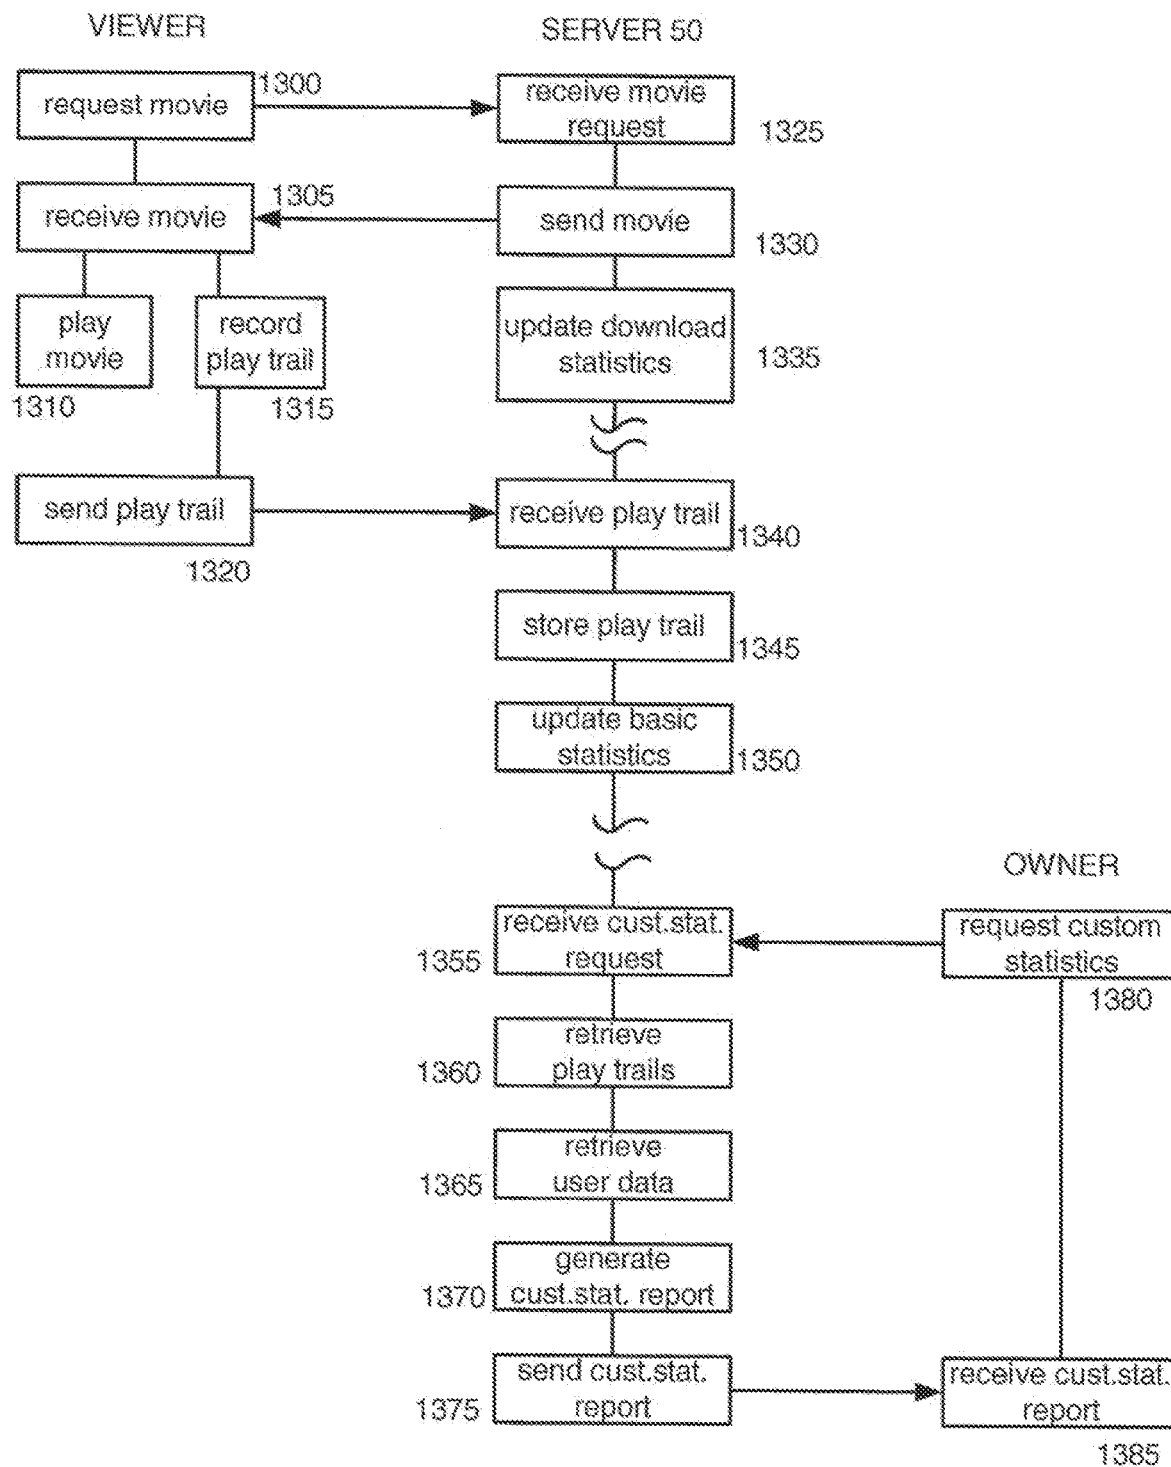 VIEWER
SERVER 50
request movie
1300
receive movie
request
1325
receive movie
1305
send movie
1330
play
movie
1310
record
play trail
1315
update download
statistics
1335
send play trail
1320
receive play trail
1340
store play trail
1345
update basic
statistics
1350
OWNER
receive cust.stat.
request
1355
request custom
statistics
1380
retrieve
play trails
1360
retrieve
user data
1365
generate
cust.stat. report
1370
send cust.stat.
report
1375
receive cust.stat.
report
1385